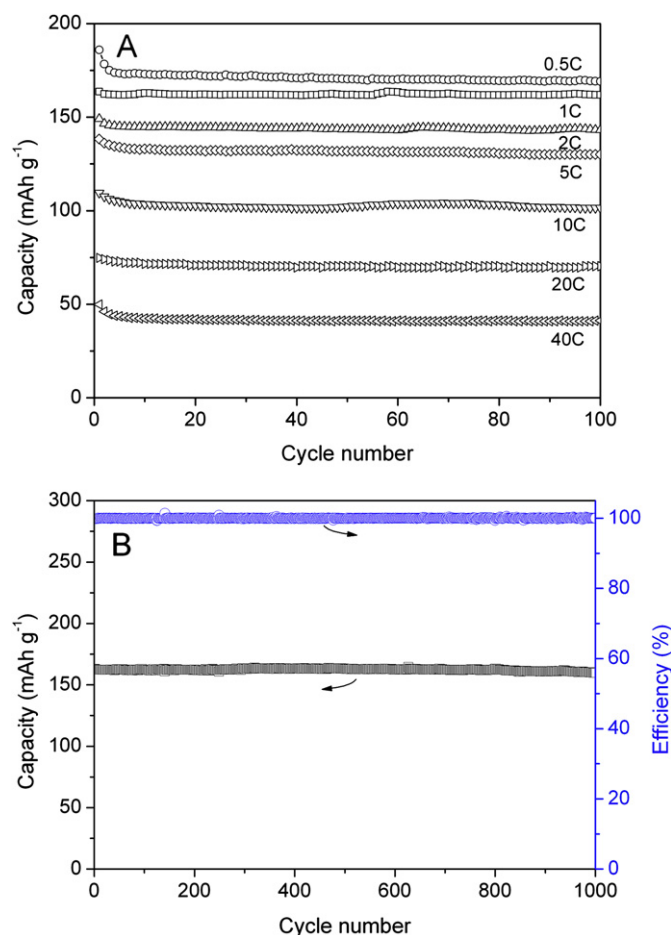 A
200
150
100
50
0
Capacity (mAh g⁻¹)
0.5C
1C
2C
5C
10C
20C
40C
0 20 40 60 80 100
Cycle number
B
300
250
200
150
100
50
0
Capacity (mAh g⁻¹)
100
80
60
40
20
0
Efficiency (%)
0 200 400 600 800 1000
Cycle number